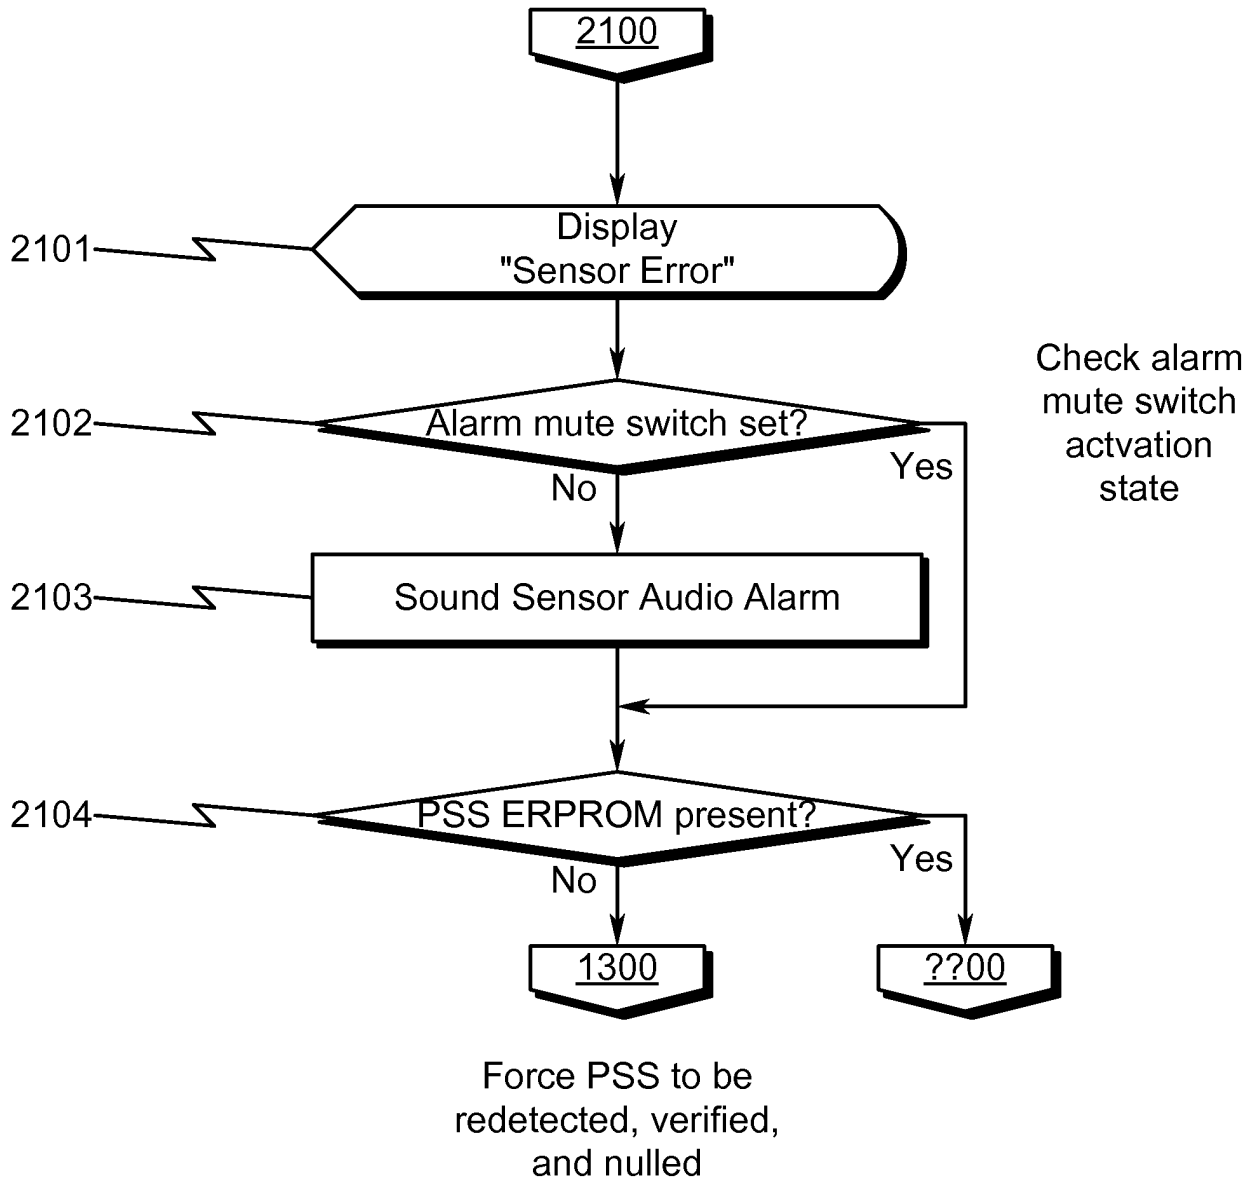 2100
2101
Display
"Sensor Error"
Check alarm
mute switch
actvation
state
2102
Alarm mute switch set?
Yes
No
2103
Sound Sensor Audio Alarm
2104
PSS ERPROM present?
Yes
No
1300
??00
Force PSS to be
redetected, verified,
and nulled